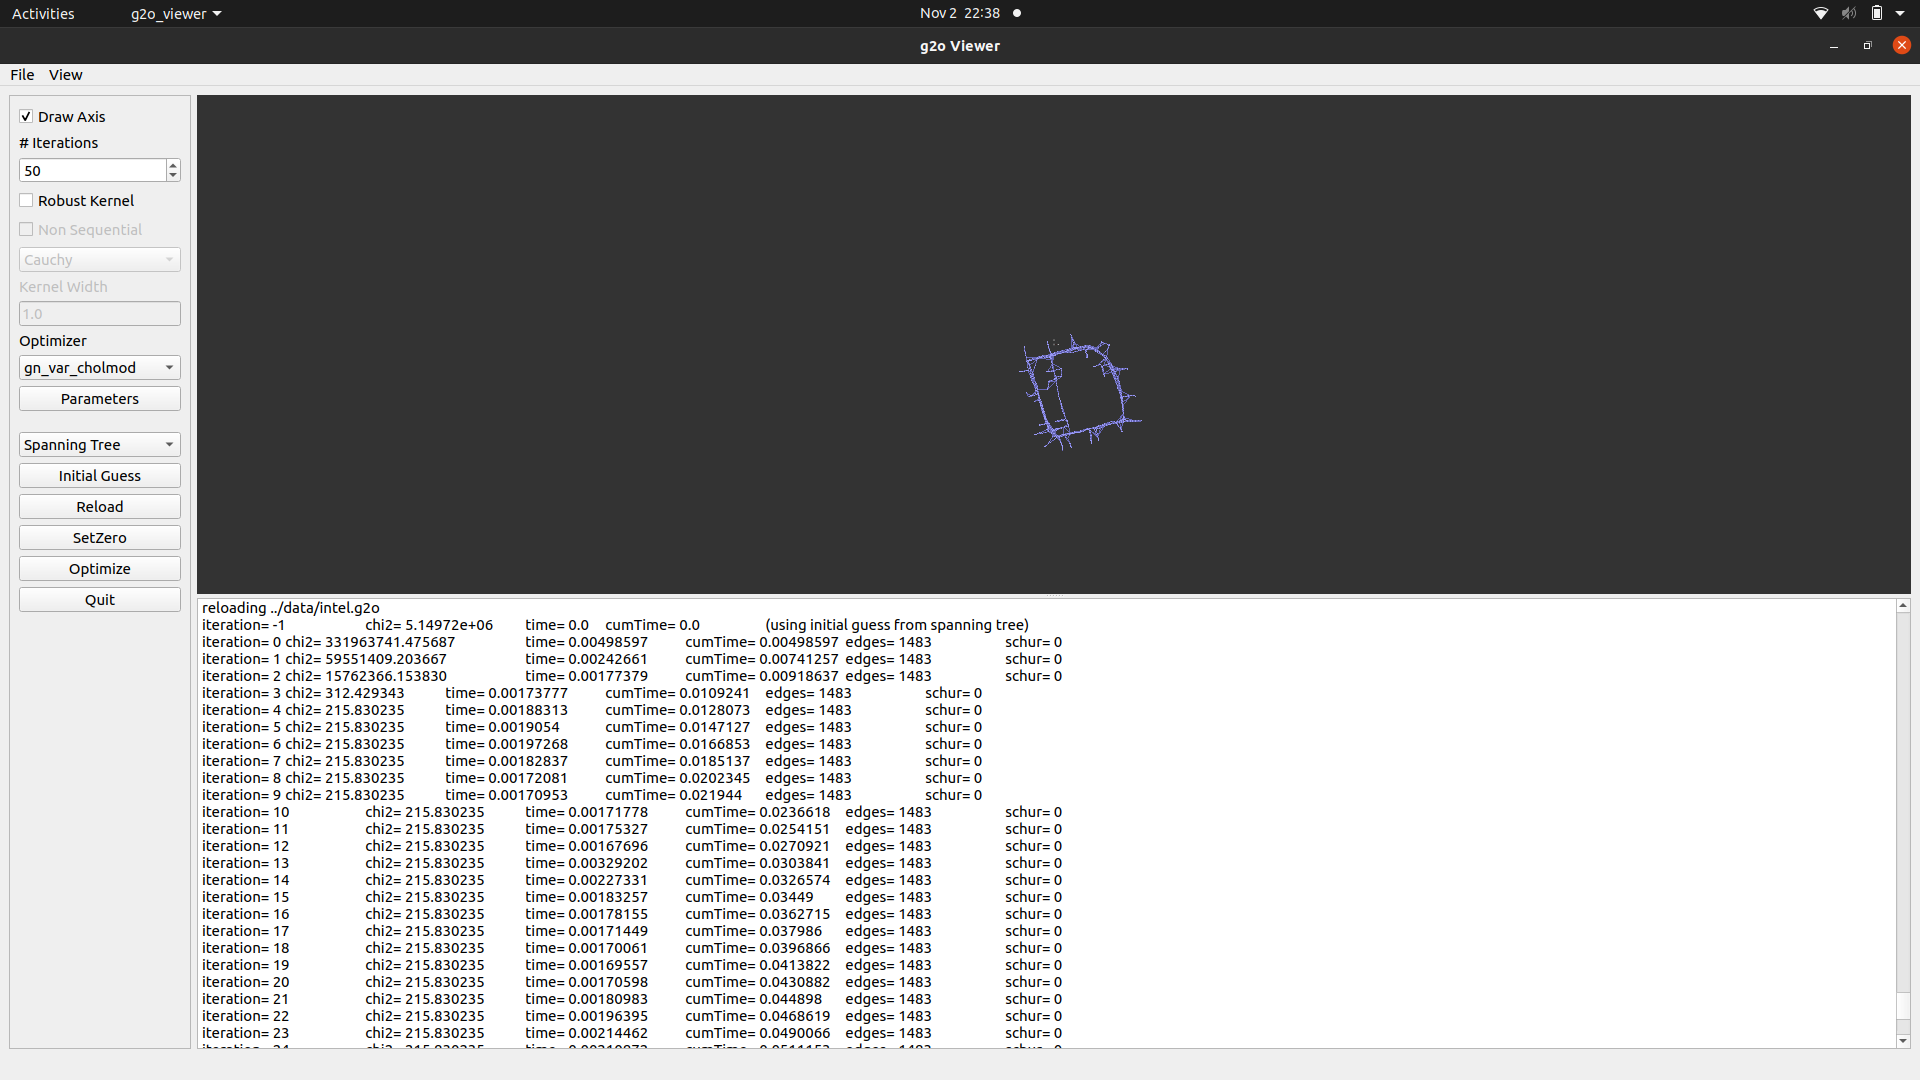 Activities g2o_viewer Nov 2 22:38
g2o Viewer
File View
Draw Axis
# Iterations
50
Robust Kernel
Non Sequential
Cauchy
Kernel Width
1.0
Optimizer
gn_var_cholmod
Parameters
Spanning Tree
Initial Guess
Reload
SetZero
Optimize
Quit
reloading ../data/intel.g2o
iteration= -1 chi2= 5.14972e+06 time= 0.0 cumTime= 0.0 (using initial guess from spanning tree)
iteration= 0 chi2= 331963741.475687 time= 0.00498597 cumTime= 0.00498597 edges= 1483 schur= 0
iteration= 1 chi2= 59551409.203667 time= 0.00242661 cumTime= 0.00741257 edges= 1483 schur= 0
iteration= 2 chi2= 15762366.153830 time= 0.00177379 cumTime= 0.00918637 edges= 1483 schur= 0
iteration= 3 chi2= 312.429343 time= 0.00173777 cumTime= 0.0109241 edges= 1483 schur= 0
iteration= 4 chi2= 215.830235 time= 0.00188313 cumTime= 0.0128073 edges= 1483 schur= 0
iteration= 5 chi2= 215.830235 time= 0.0019054 cumTime= 0.0147127 edges= 1483 schur= 0
iteration= 6 chi2= 215.830235 time= 0.00197268 cumTime= 0.0166853 edges= 1483 schur= 0
iteration= 7 chi2= 215.830235 time= 0.00182837 cumTime= 0.0185137 edges= 1483 schur= 0
iteration= 8 chi2= 215.830235 time= 0.00172081 cumTime= 0.0202345 edges= 1483 schur= 0
iteration= 9 chi2= 215.830235 time= 0.00170953 cumTime= 0.021944 edges= 1483 schur= 0
iteration= 10 chi2= 215.830235 time= 0.00171778 cumTime= 0.0236618 edges= 1483 schur= 0
iteration= 11 chi2= 215.830235 time= 0.00175327 cumTime= 0.0254151 edges= 1483 schur= 0
iteration= 12 chi2= 215.830235 time= 0.00167696 cumTime= 0.0270921 edges= 1483 schur= 0
iteration= 13 chi2= 215.830235 time= 0.00329202 cumTime= 0.0303841 edges= 1483 schur= 0
iteration= 14 chi2= 215.830235 time= 0.00227331 cumTime= 0.0326574 edges= 1483 schur= 0
iteration= 15 chi2= 215.830235 time= 0.00183257 cumTime= 0.03449 edges= 1483 schur= 0
iteration= 16 chi2= 215.830235 time= 0.00178155 cumTime= 0.0362715 edges= 1483 schur= 0
iteration= 17 chi2= 215.830235 time= 0.00171449 cumTime= 0.037986 edges= 1483 schur= 0
iteration= 18 chi2= 215.830235 time= 0.00170061 cumTime= 0.0396866 edges= 1483 schur= 0
iteration= 19 chi2= 215.830235 time= 0.00169557 cumTime= 0.0413822 edges= 1483 schur= 0
iteration= 20 chi2= 215.830235 time= 0.00170598 cumTime= 0.0430882 edges= 1483 schur= 0
iteration= 21 chi2= 215.830235 time= 0.00180983 cumTime= 0.044898 edges= 1483 schur= 0
iteration= 22 chi2= 215.830235 time= 0.00196395 cumTime= 0.0468619 edges= 1483 schur= 0
iteration= 23 chi2= 215.830235 time= 0.00214462 cumTime= 0.0490066 edges= 1483 schur= 0